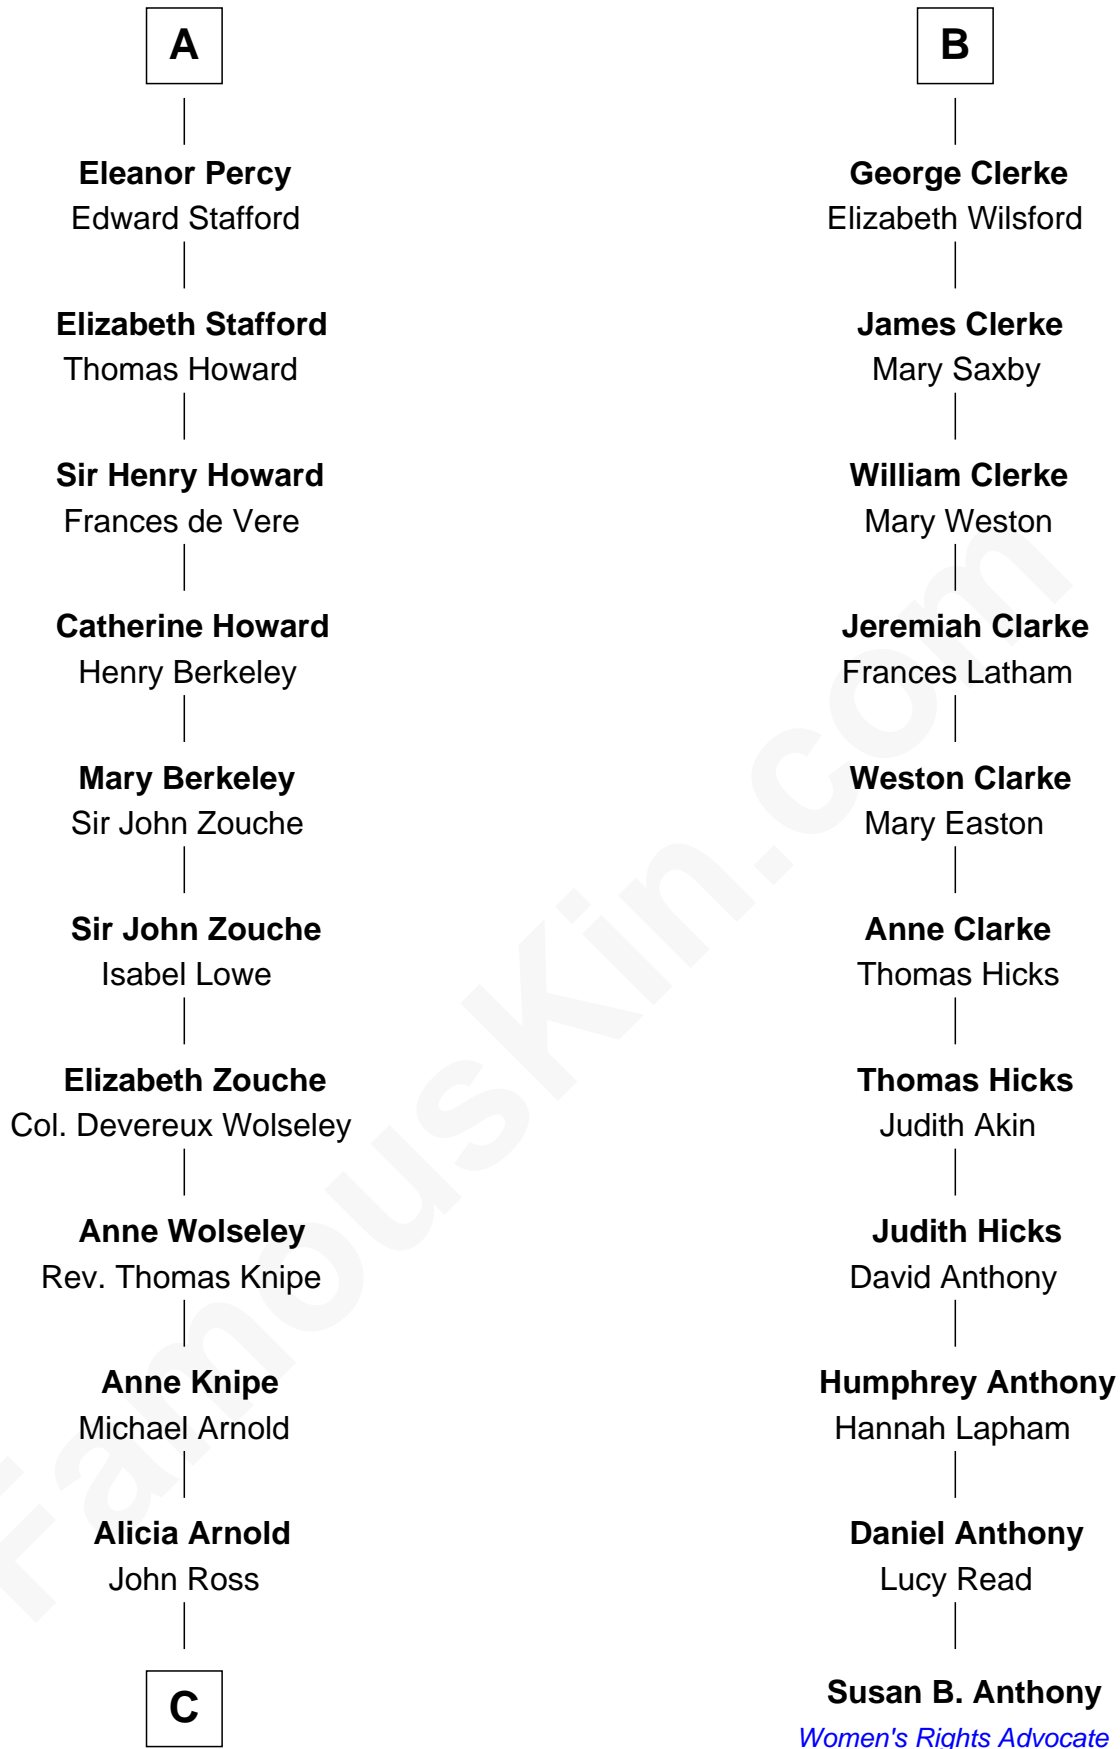 A
Eleanor Percy
Edward Stafford
Elizabeth Stafford
Thomas Howard
Sir Henry Howard
Frances de Vere
Catherine Howard
Henry Berkeley
Mary Berkeley
Sir John Zouche
Sir John Zouche
Isabel Lowe
Elizabeth Zouche
Col. Devereux Wolseley
Anne Wolseley
Rev. Thomas Knipe
Anne Knipe
Michael Arnold
Alicia Arnold
John Ross
C
B
George Clerke
Elizabeth Wilsford
James Clerke
Mary Saxby
William Clerke
Mary Weston
Jeremiah Clarke
Frances Latham
Weston Clarke
Mary Easton
Anne Clarke
Thomas Hicks
Thomas Hicks
Judith Akin
Judith Hicks
David Anthony
Humphrey Anthony
Hannah Lapham
Daniel Anthony
Lucy Read
Susan B. Anthony
Women's Rights Advocate
FamousKin.com